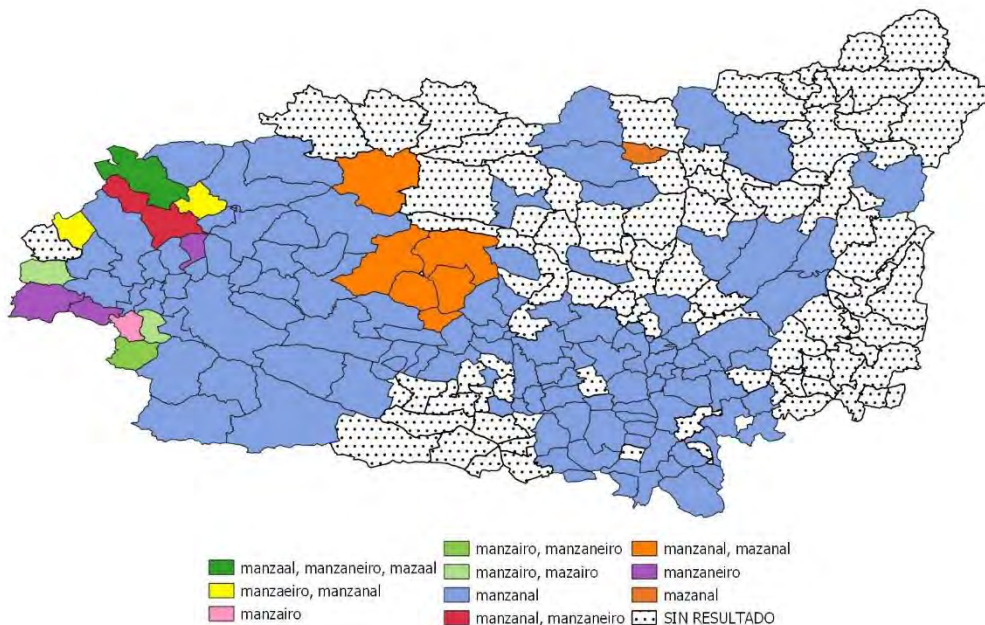 manzaal, manzaneiro, mazaal
manzaeiro, manzanal
manzairo
manzairo, manzaneiro
manzairo, mazairo
manzanal
manzanal, manzaneiro
manzanal, mazanal
manzaneiro
mazanal
SIN RESULTADO